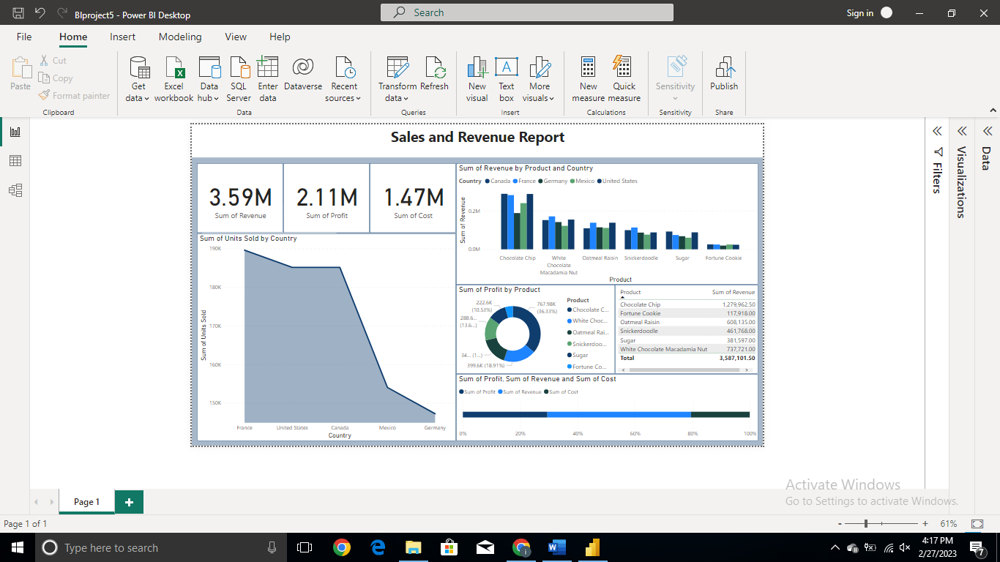 BIproject5 - Power BI Desktop
Search
Sign in
File Home Insert Modeling View Help
Paste
Cut
Copy
Format painter
Clipboard
Get data
Excel workbook
Data hub
SQL Server
Enter data
Dataverse
Recent sources
Data
Transform data
Refresh
Queries
New visual
Text box
More visuals
Insert
New measure
Quick measure
Calculations
Sensitivity
Sensitivity
Publish
Share
Sales and Revenue Report
3.59M
Sum of Revenue
2.11M
Sum of Profit
1.47M
Sum of Cost
Sum of Units Sold by Country
190K
180K
170K
160K
150K
Sum of Units Sold
France United States Canada Mexico Germany
Country
Sum of Revenue by Product and Country
Country Canada France Germany Mexico United States
Sum of Revenue
0.2M
0.0M
Chocolate Chip
White Chocolate Macadamia Nut
Oatmeal Raisin
Snickerdoodle
Sugar
Fortune Cookie
Product
Sum of Profit by Product
222.6K
(10.53%)
288.6...
(13.6...)
34... (1...)
399.6K (18.91%)
767.98K
(36.33%)
Product
Chocolate C...
White Choc...
Oatmeal Rai...
Snickerdoo...
Sugar
Fortune Co...
Product Sum of Revenue
Chocolate Chip 1,279,962.50
Fortune Cookie 117,918.00
Oatmeal Raisin 608,135.00
Snickerdoodle 461,768.00
Sugar 381,597.00
White Chocolate Macadamia Nut 737,721.00
Total 3,587,101.50
Sum of Profit, Sum of Revenue and Sum of Cost
Sum of Profit Sum of Revenue Sum of Cost
0% 20% 40% 60% 80% 100%
Filters
Visualizations
Data
Activate Windows
Go to Settings to activate Windows.
Page 1
Page 1 of 1
61%
Type here to search
4:17 PM
2/27/2023
7